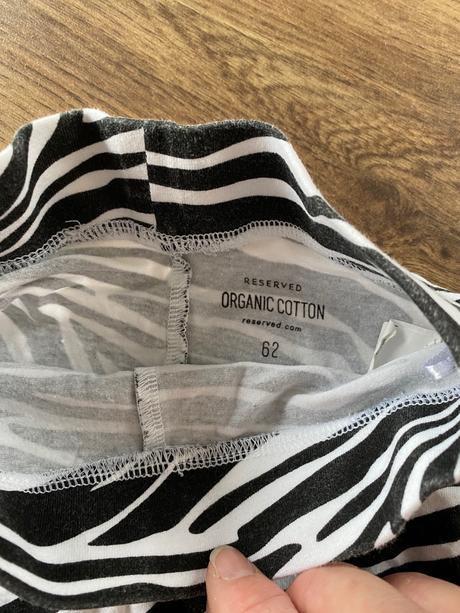 RESERVED
ORGANIC COTTON
reserved.com
62